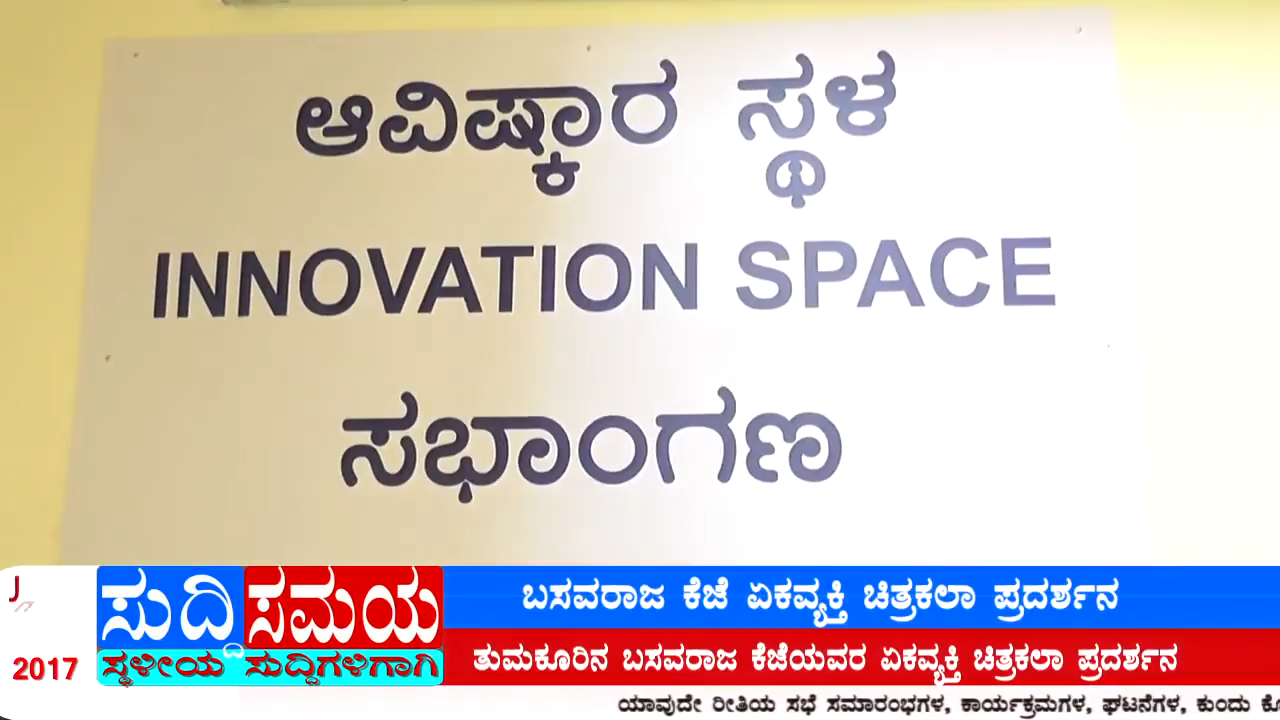 ಆವಿಷ್ಕಾರ ಸ್ಥಳ
INNOVATION SPACE
ಸಭಾಂಗಣ
ಸುದ್ದಿ ಸಮಯ
ಸ್ಥಳೀಯ ಸುದ್ದಿಗಳಿಗಾಗಿ
2017
ಬಸವರಾಜ ಕೆಜೆ ಏಕವ್ಯಕ್ತಿ ಚಿತ್ರಕಲಾ ಪ್ರದರ್ಶನ
ತುಮಕೂರಿನ ಬಸವರಾಜ ಕೆಜೆಯವರ ಏಕವ್ಯಕ್ತಿ ಚಿತ್ರಕಲಾ ಪ್ರದರ್ಶನ
ಯಾವುದೇ ರೀತಿಯ ಸಭೆ ಸಮಾರಂಭಗಳ, ಕಾರ್ಯಕ್ರಮಗಳ, ಘಟನೆಗಳ, ಕುಂದು